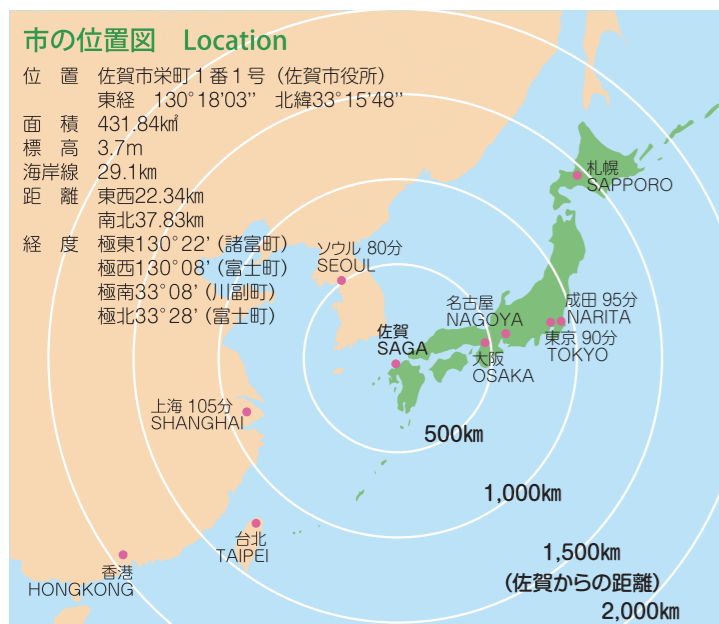 市の位置図　Location
位　置　佐賀市栄町１番１号（佐賀市役所）
東経　130°18’03’’　北緯33°15’48’’
面　積　431.84㎢
標　高　3.7m
海岸線　29.1km
距　離　東西22.34km
南北37.83km
経　度　極東130°22’（諸富町）
極西130°08’（富士町）
極南33°08’（川副町）
極北33°28’（富士町）
札幌
SAPPORO
ソウル 80分
SEOUL
成田 95分
NARITA
名古屋
NAGOYA
東京 90分
TOKYO
佐賀
SAGA
大阪
OSAKA
上海 105分
SHANGHAI
500㎞
1,000㎞
台北
TAIPEI
香港
HONGKONG
1,500㎞
（佐賀からの距離）
2,000㎞